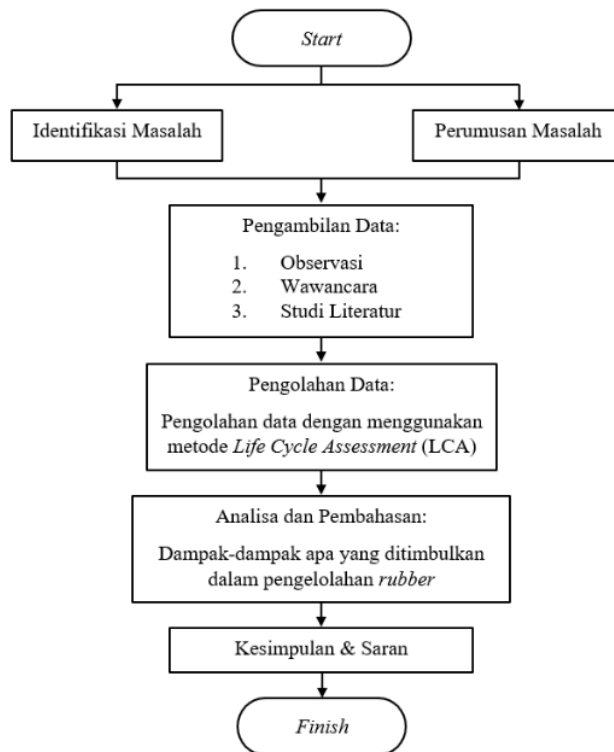 Start
Identifikasi Masalah
Perumusan Masalah
Pengambilan Data:
1. Observasi
2. Wawancara
3. Studi Literatur
Pengolahan Data:
Pengolahan data dengan menggunakan
metode Life Cycle Assessment (LCA)
Analisa dan Pembahasan:
Dampak-dampak apa yang ditimbulkan
dalam pengelolahan rubber
Kesimpulan & Saran
Finish